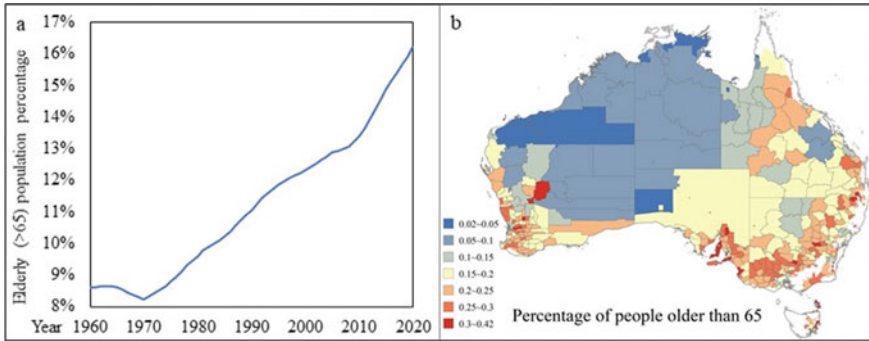 a
17%
16%
15%
14%
13%
12%
11%
10%
9%
8%
Elderly (>65) population percentage
Year
1960 1970 1980 1990 2000 2010 2020
b
0.02–0.05
0.05–0.1
0.1–0.15
0.15–0.2
0.2–0.25
0.25–0.3
0.3–0.42
Percentage of people older than 65